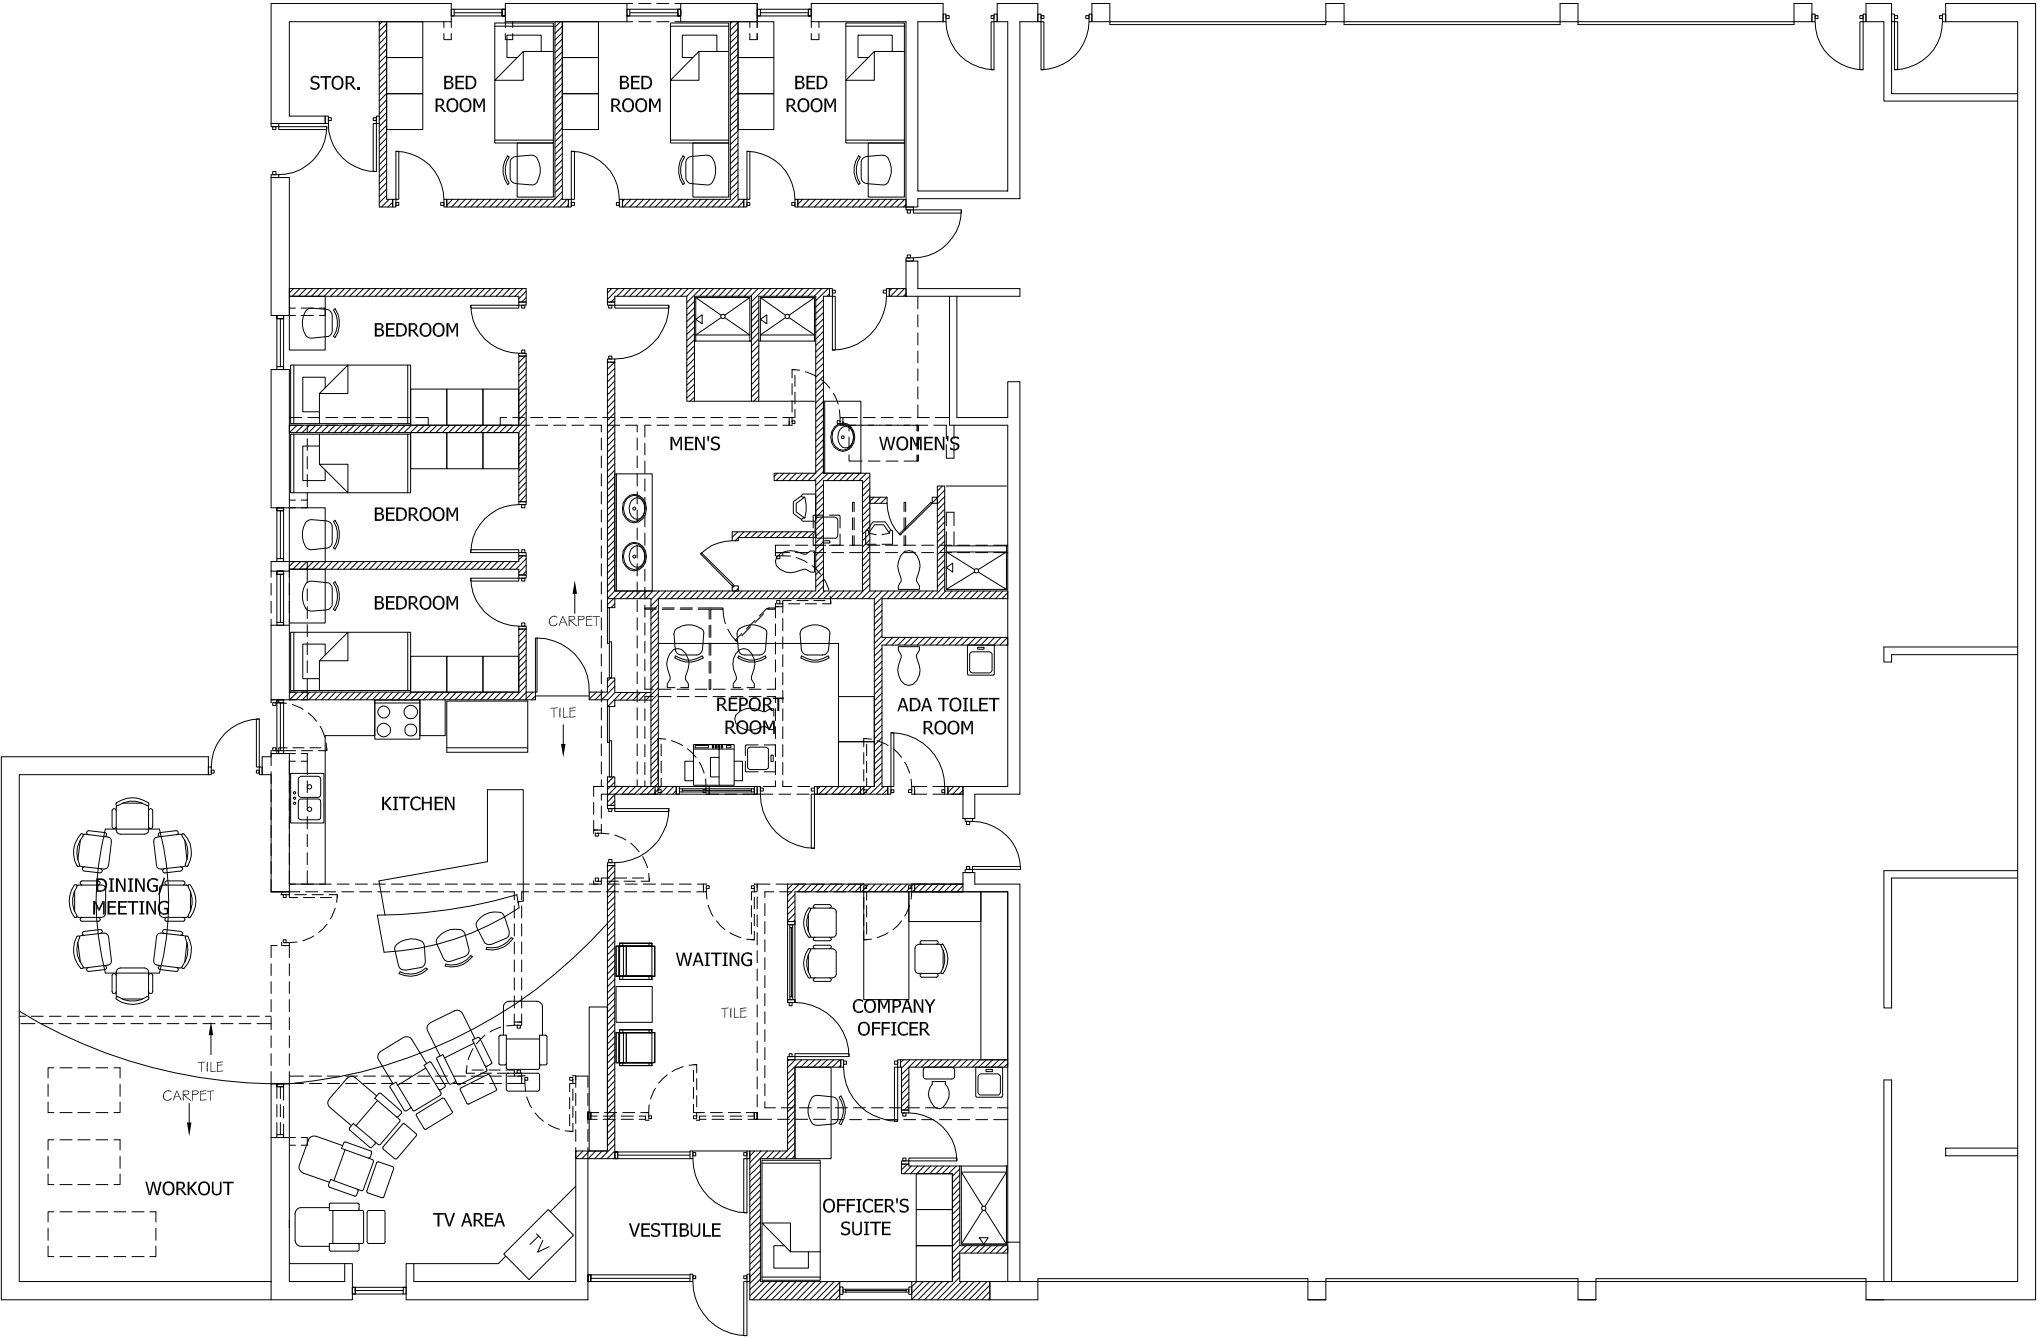 STOR.
BED
ROOM
BED
ROOM
BED
ROOM
BEDROOM
MEN'S
WOMEN'S
BEDROOM
BEDROOM
CARPET
TILE
REPORT
ROOM
ADA TOILET
ROOM
KITCHEN
DINING/
MEETING
WAITING
TILE
COMPANY
OFFICER
TILE
CARPET
WORKOUT
TV AREA
TV
VESTIBULE
OFFICER'S
SUITE